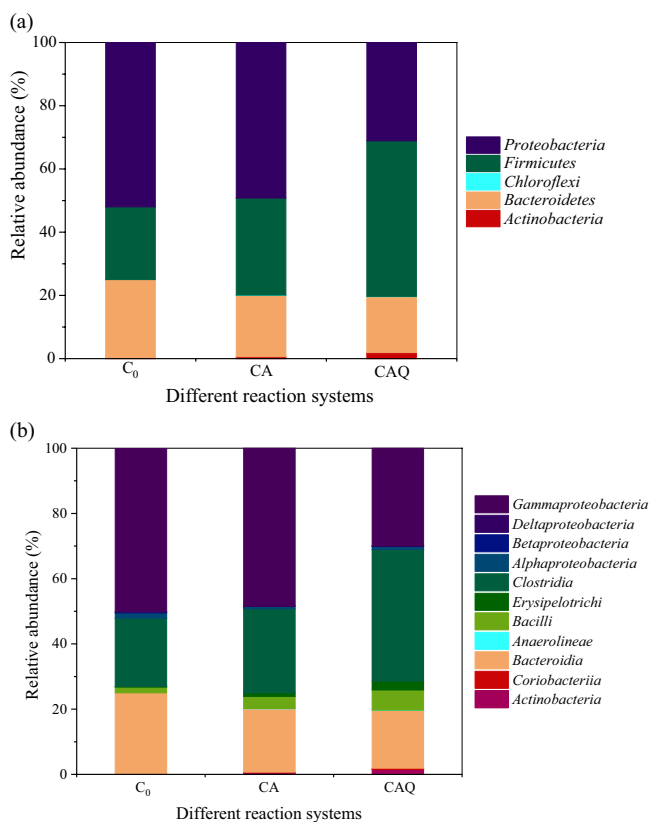 (a)
100
80
60
40
20
0
Relative abundance (%)
C₀
CA
CAQ
Different reaction systems
Proteobacteria
Firmicutes
Chloroflexi
Bacteroidetes
Actinobacteria
(b)
100
80
60
40
20
0
Relative abundance (%)
C₀
CA
CAQ
Different reaction systems
Gammaproteobacteria
Deltaproteobacteria
Betaproteobacteria
Alphaproteobacteria
Clostridia
Erysipelotrichi
Bacilli
Anaerolineae
Bacteroidia
Coriobacteriia
Actinobacteria